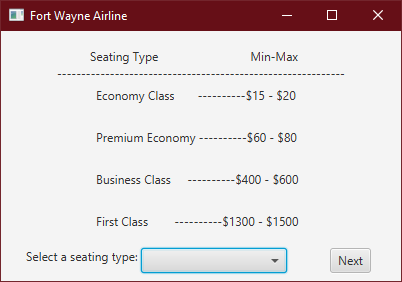 Fort Wayne Airline
Seating Type Min-Max
-----------------------------------------------------------
Economy Class ----------$15 - $20
Premium Economy ----------$60 - $80
Business Class ----------$400 - $600
First Class ----------$1300 - $1500
Select a seating type: Next